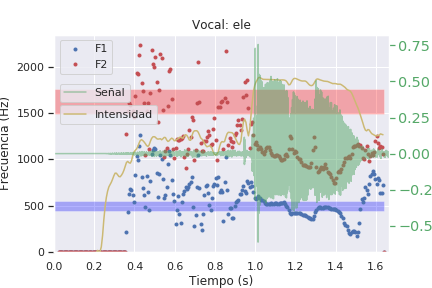 Vocal: ele
F1
F2
Señal
Intensidad
Frecuencia (Hz)
2000
1500
1000
500
0
0.75
0.50
0.25
0.00
−0.2
−0.5
0.0 0.2 0.4 0.6 0.8 1.0 1.2 1.4 1.6
Tiempo (s)